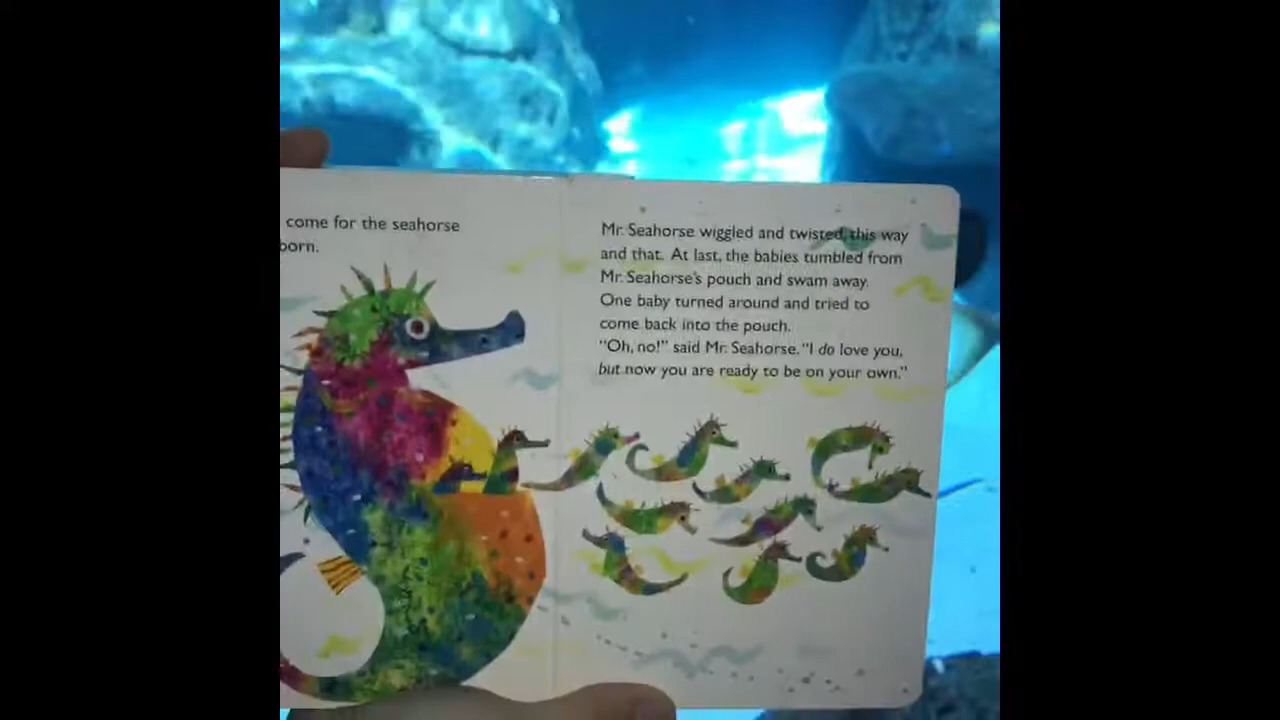 come for the seahorse
born.
Mr. Seahorse wiggled and twisted, this way
and that. At last, the babies tumbled from
Mr. Seahorse's pouch and swam away.
One baby turned around and tried to
come back into the pouch.
"Oh, no!" said Mr. Seahorse. "I do love you,
but now you are ready to be on your own."